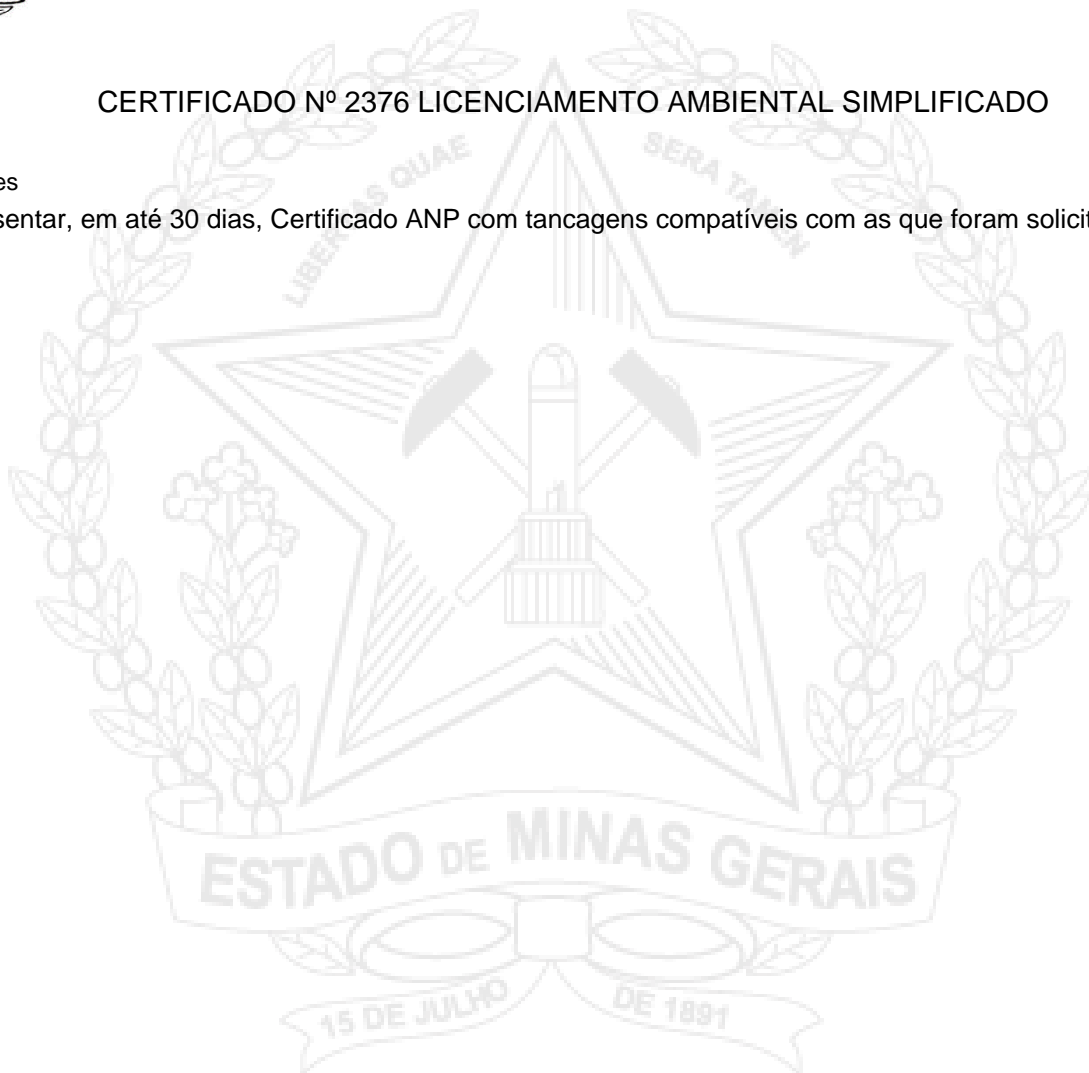 CERTIFICADO Nº 2376 LICENCIAMENTO AMBIENTAL SIMPLIFICADO
LIBERTAS QUAE SERA TAMEN
es
sentar, em até 30 dias, Certificado ANP com tancagens compatíveis com as que foram solicit
ESTADO DE MINAS GERAIS
15 DE JULHO DE 1891